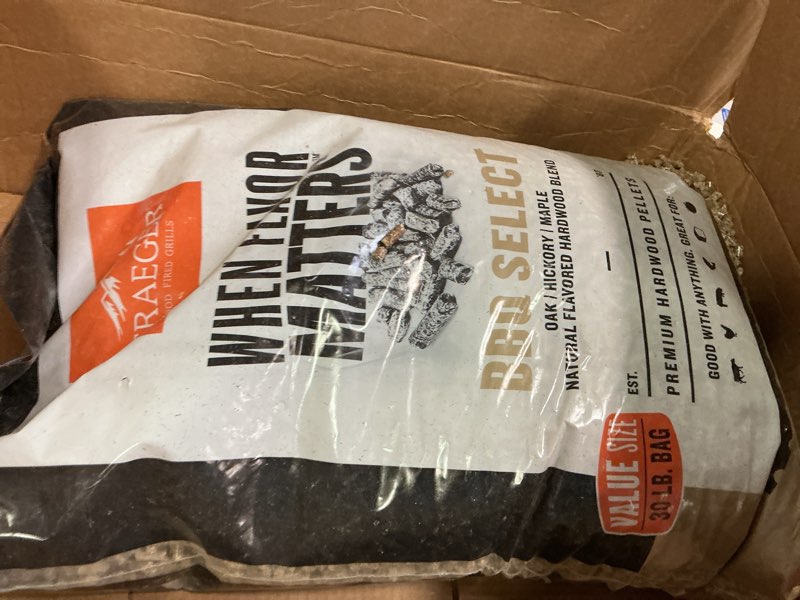 TRAEGER
WOOD FIRED GRILLS
WHEN FLAVOR
MATTERS
BBQ SELECT
OAK / HICKORY / MAPLE
NATURAL FLAVORED HARDWOOD BLEND
EST.
PREMIUM HARDWOOD PELLETS
GOOD WITH ANYTHING, GREAT FOR:
VALUE SIZE
30 LB. BAG